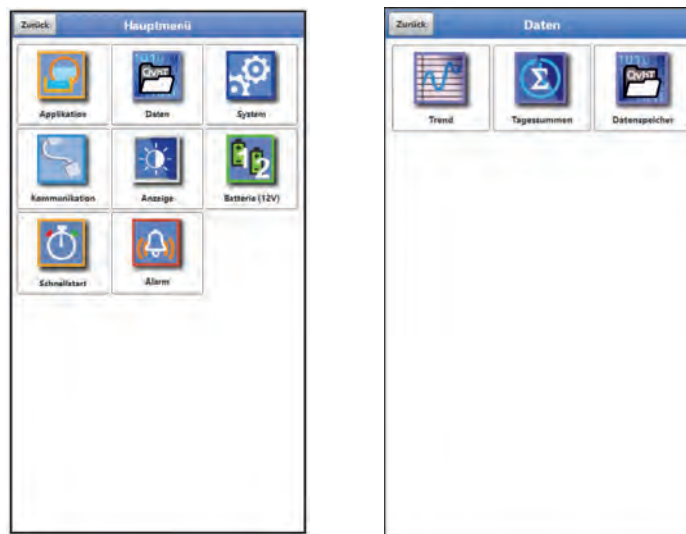 Zurück
Hauptmenü
Applikation
Daten
System
Kommunikation
Anzeige
Batterie (12V)
Schnellstart
Alarm
Zurück
Daten
Trend
Tagessummen
Datenspeicher